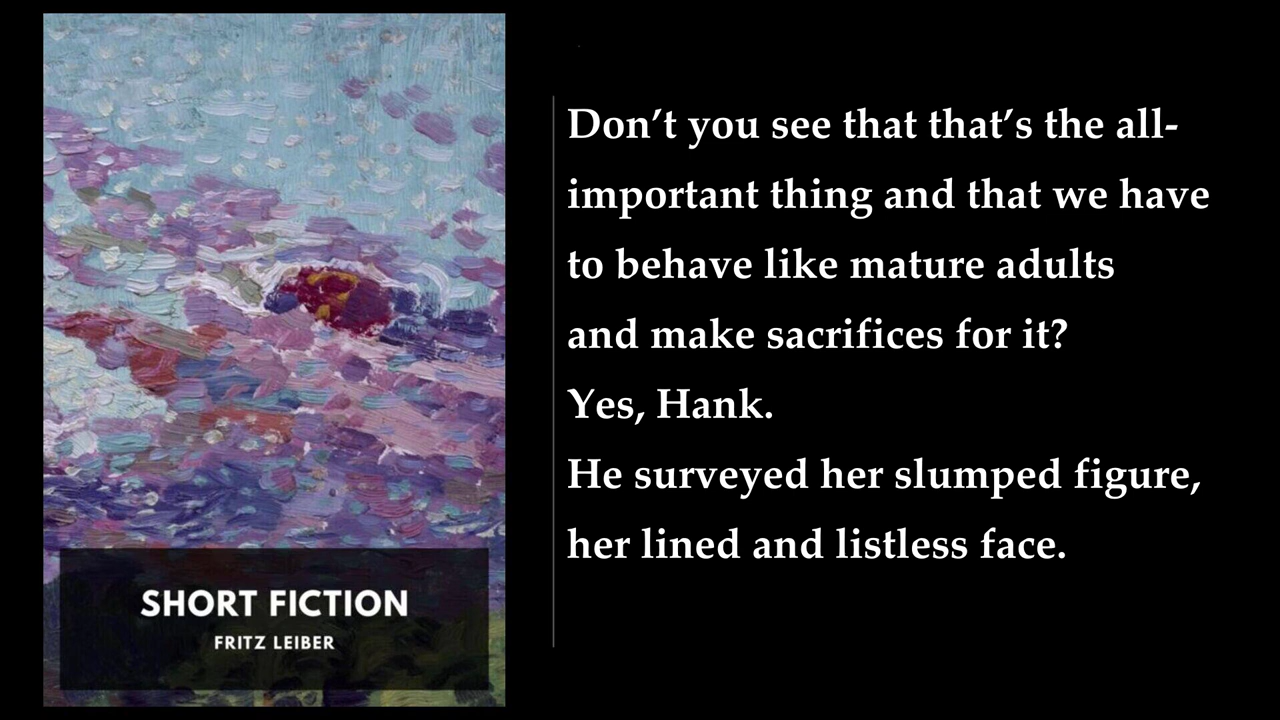 SHORT FICTION
FRITZ LEIBER
Don’t you see that that’s the all-
important thing and that we have
to behave like mature adults
and make sacrifices for it?
Yes, Hank.
He surveyed her slumped figure,
her lined and listless face.